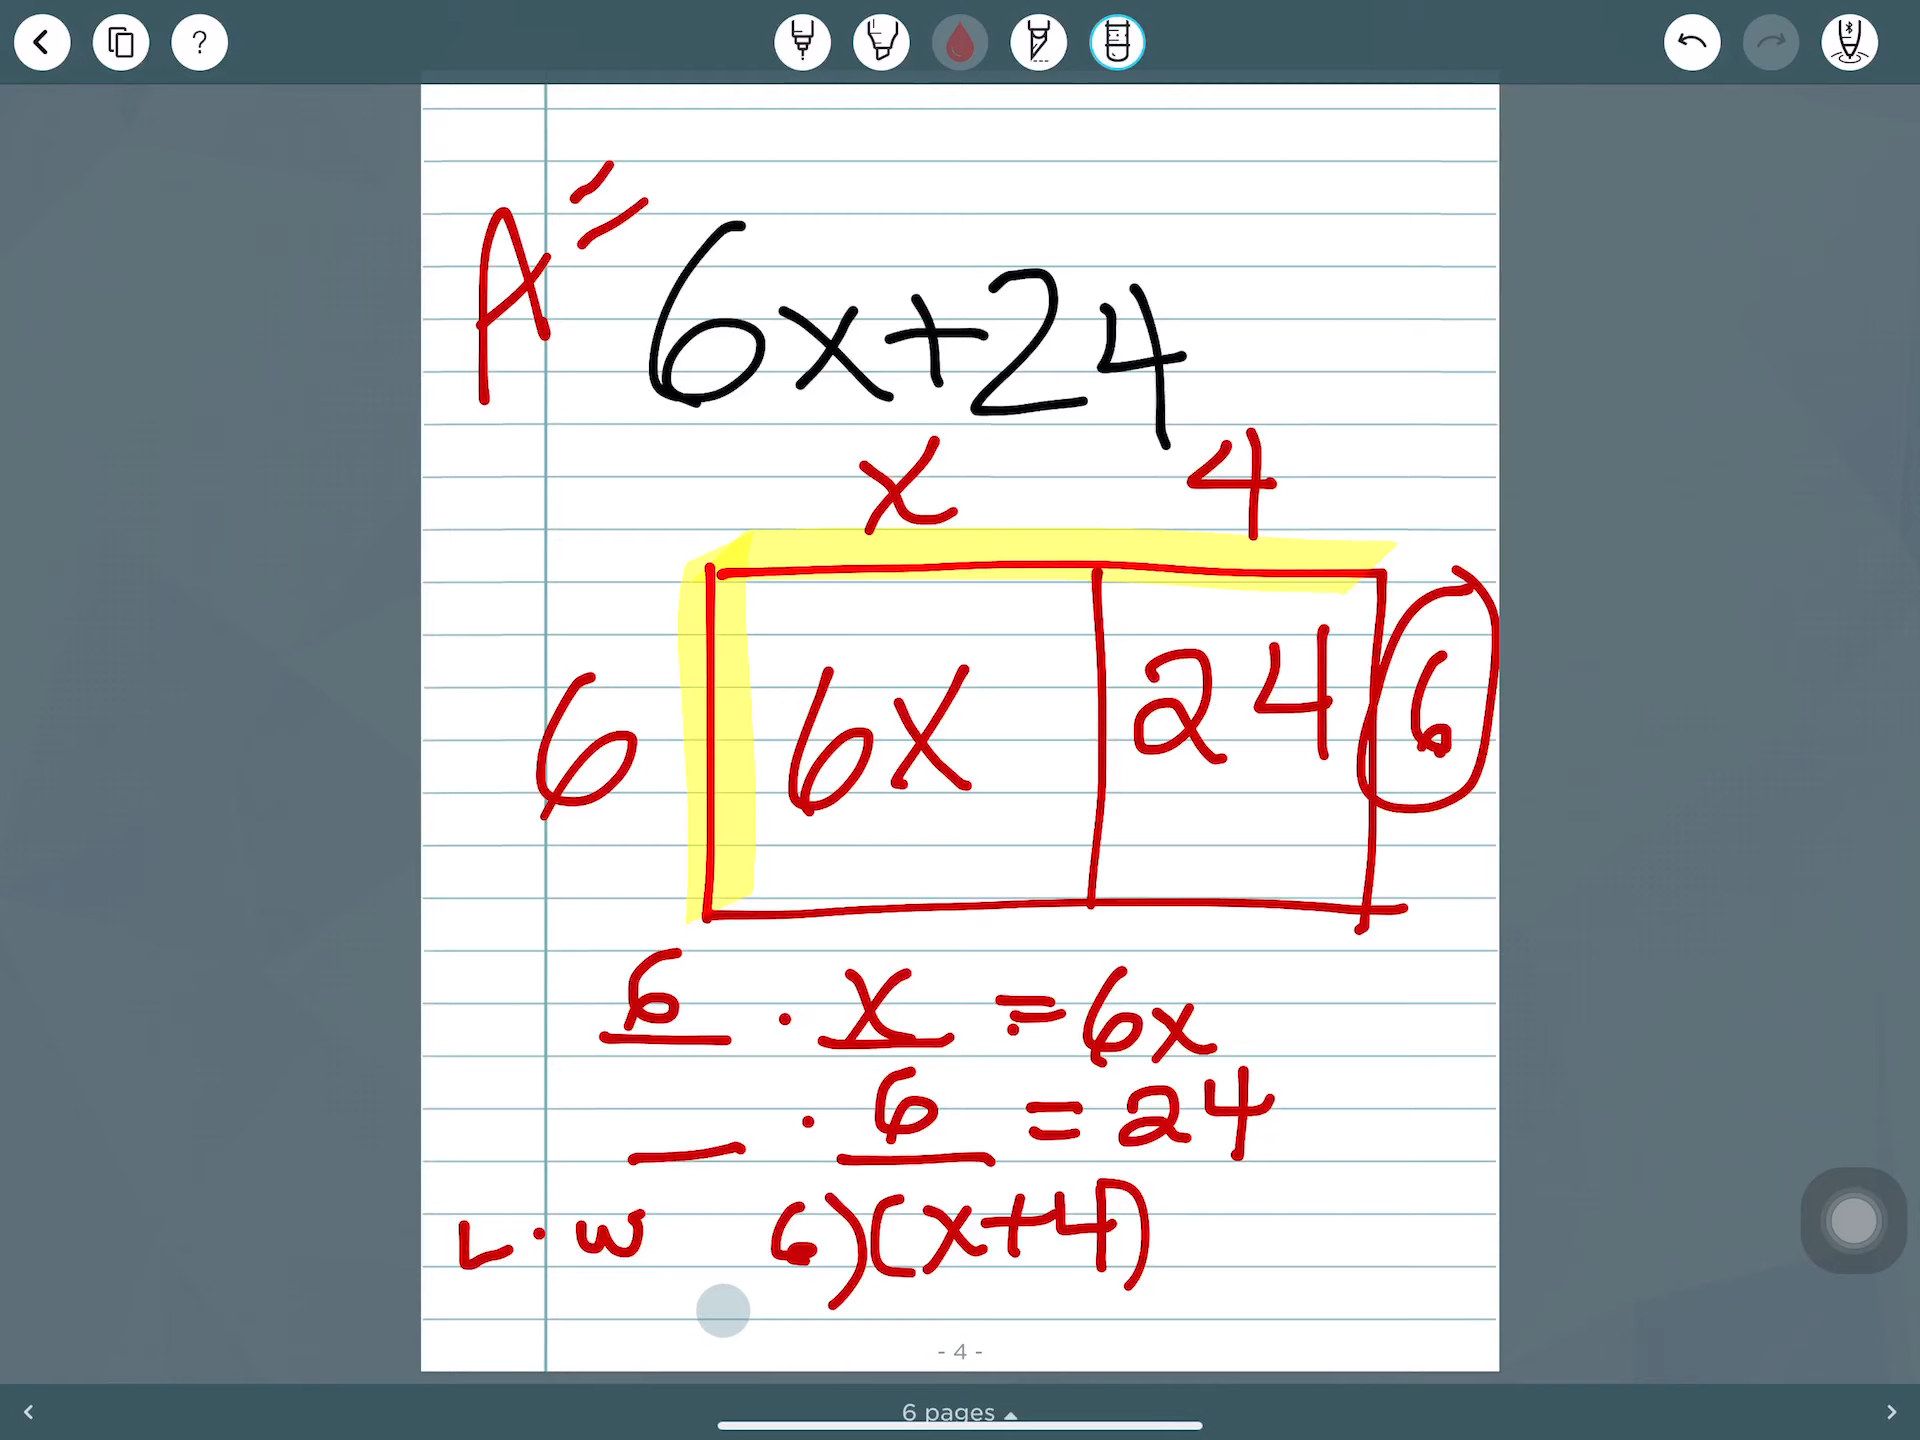 ?
A = 6x+24
x 4
6 6x 24 6
6 · x = 6x
· 6 = 24
L · w 6)(x+4)
- 4 -
6 pages